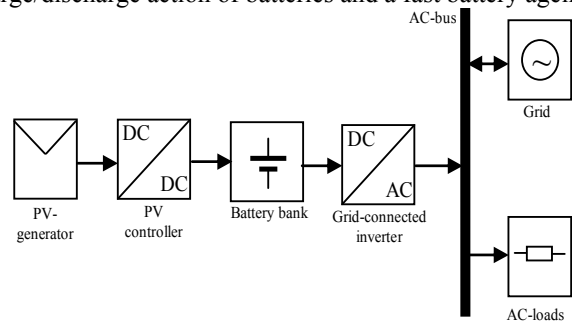 rge/discharge action of batteries and a fast battery agei
AC-bus
Grid
DC
DC
DC
AC
PV-
generator
PV
controller
Battery bank
Grid-connected
inverter
AC-loads